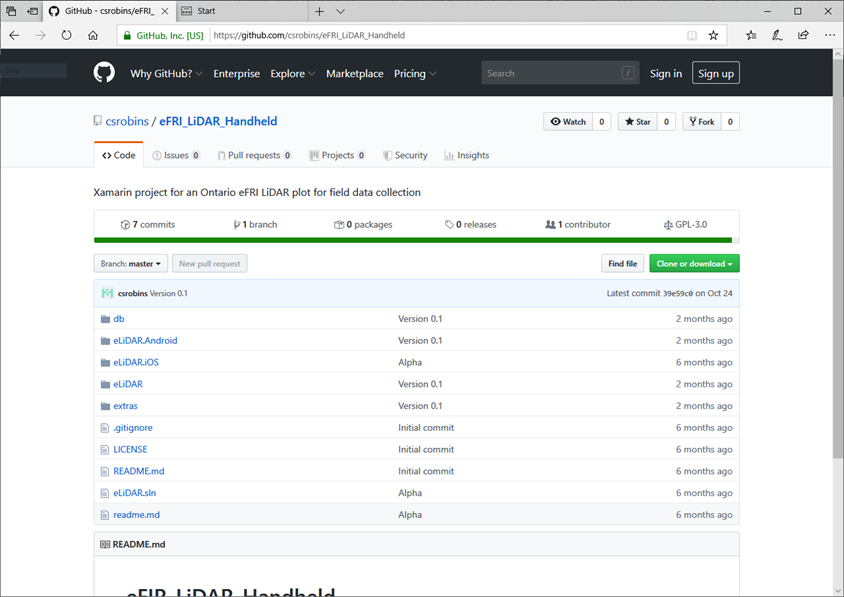 GitHub - csrobins/eFRI_ Start
GitHub, Inc. [US] https://github.com/csrobins/eFRI_LiDAR_Handheld
Why GitHub? Enterprise Explore Marketplace Pricing Search / Sign in Sign up
csrobins / eFRI_LiDAR_Handheld Watch 0 Star 0 Fork 0
Code Issues 0 Pull requests 0 Projects 0 Security Insights
Xamarin project for an Ontario eFRI LiDAR plot for field data collection
7 commits 1 branch 0 packages 0 releases 1 contributor GPL-3.0
Branch: master New pull request Find file Clone or download
csrobins Version 0.1 Latest commit 39e59c0 on Oct 24
db Version 0.1 2 months ago
eLiDAR.Android Version 0.1 2 months ago
eLiDAR.iOS Alpha 6 months ago
eLiDAR Version 0.1 2 months ago
extras Version 0.1 2 months ago
.gitignore Initial commit 6 months ago
LICENSE Initial commit 6 months ago
README.md Initial commit 6 months ago
eLiDAR.sln Alpha 6 months ago
readme.md Alpha 6 months ago
README.md
eFIR_LiDAR_Handheld